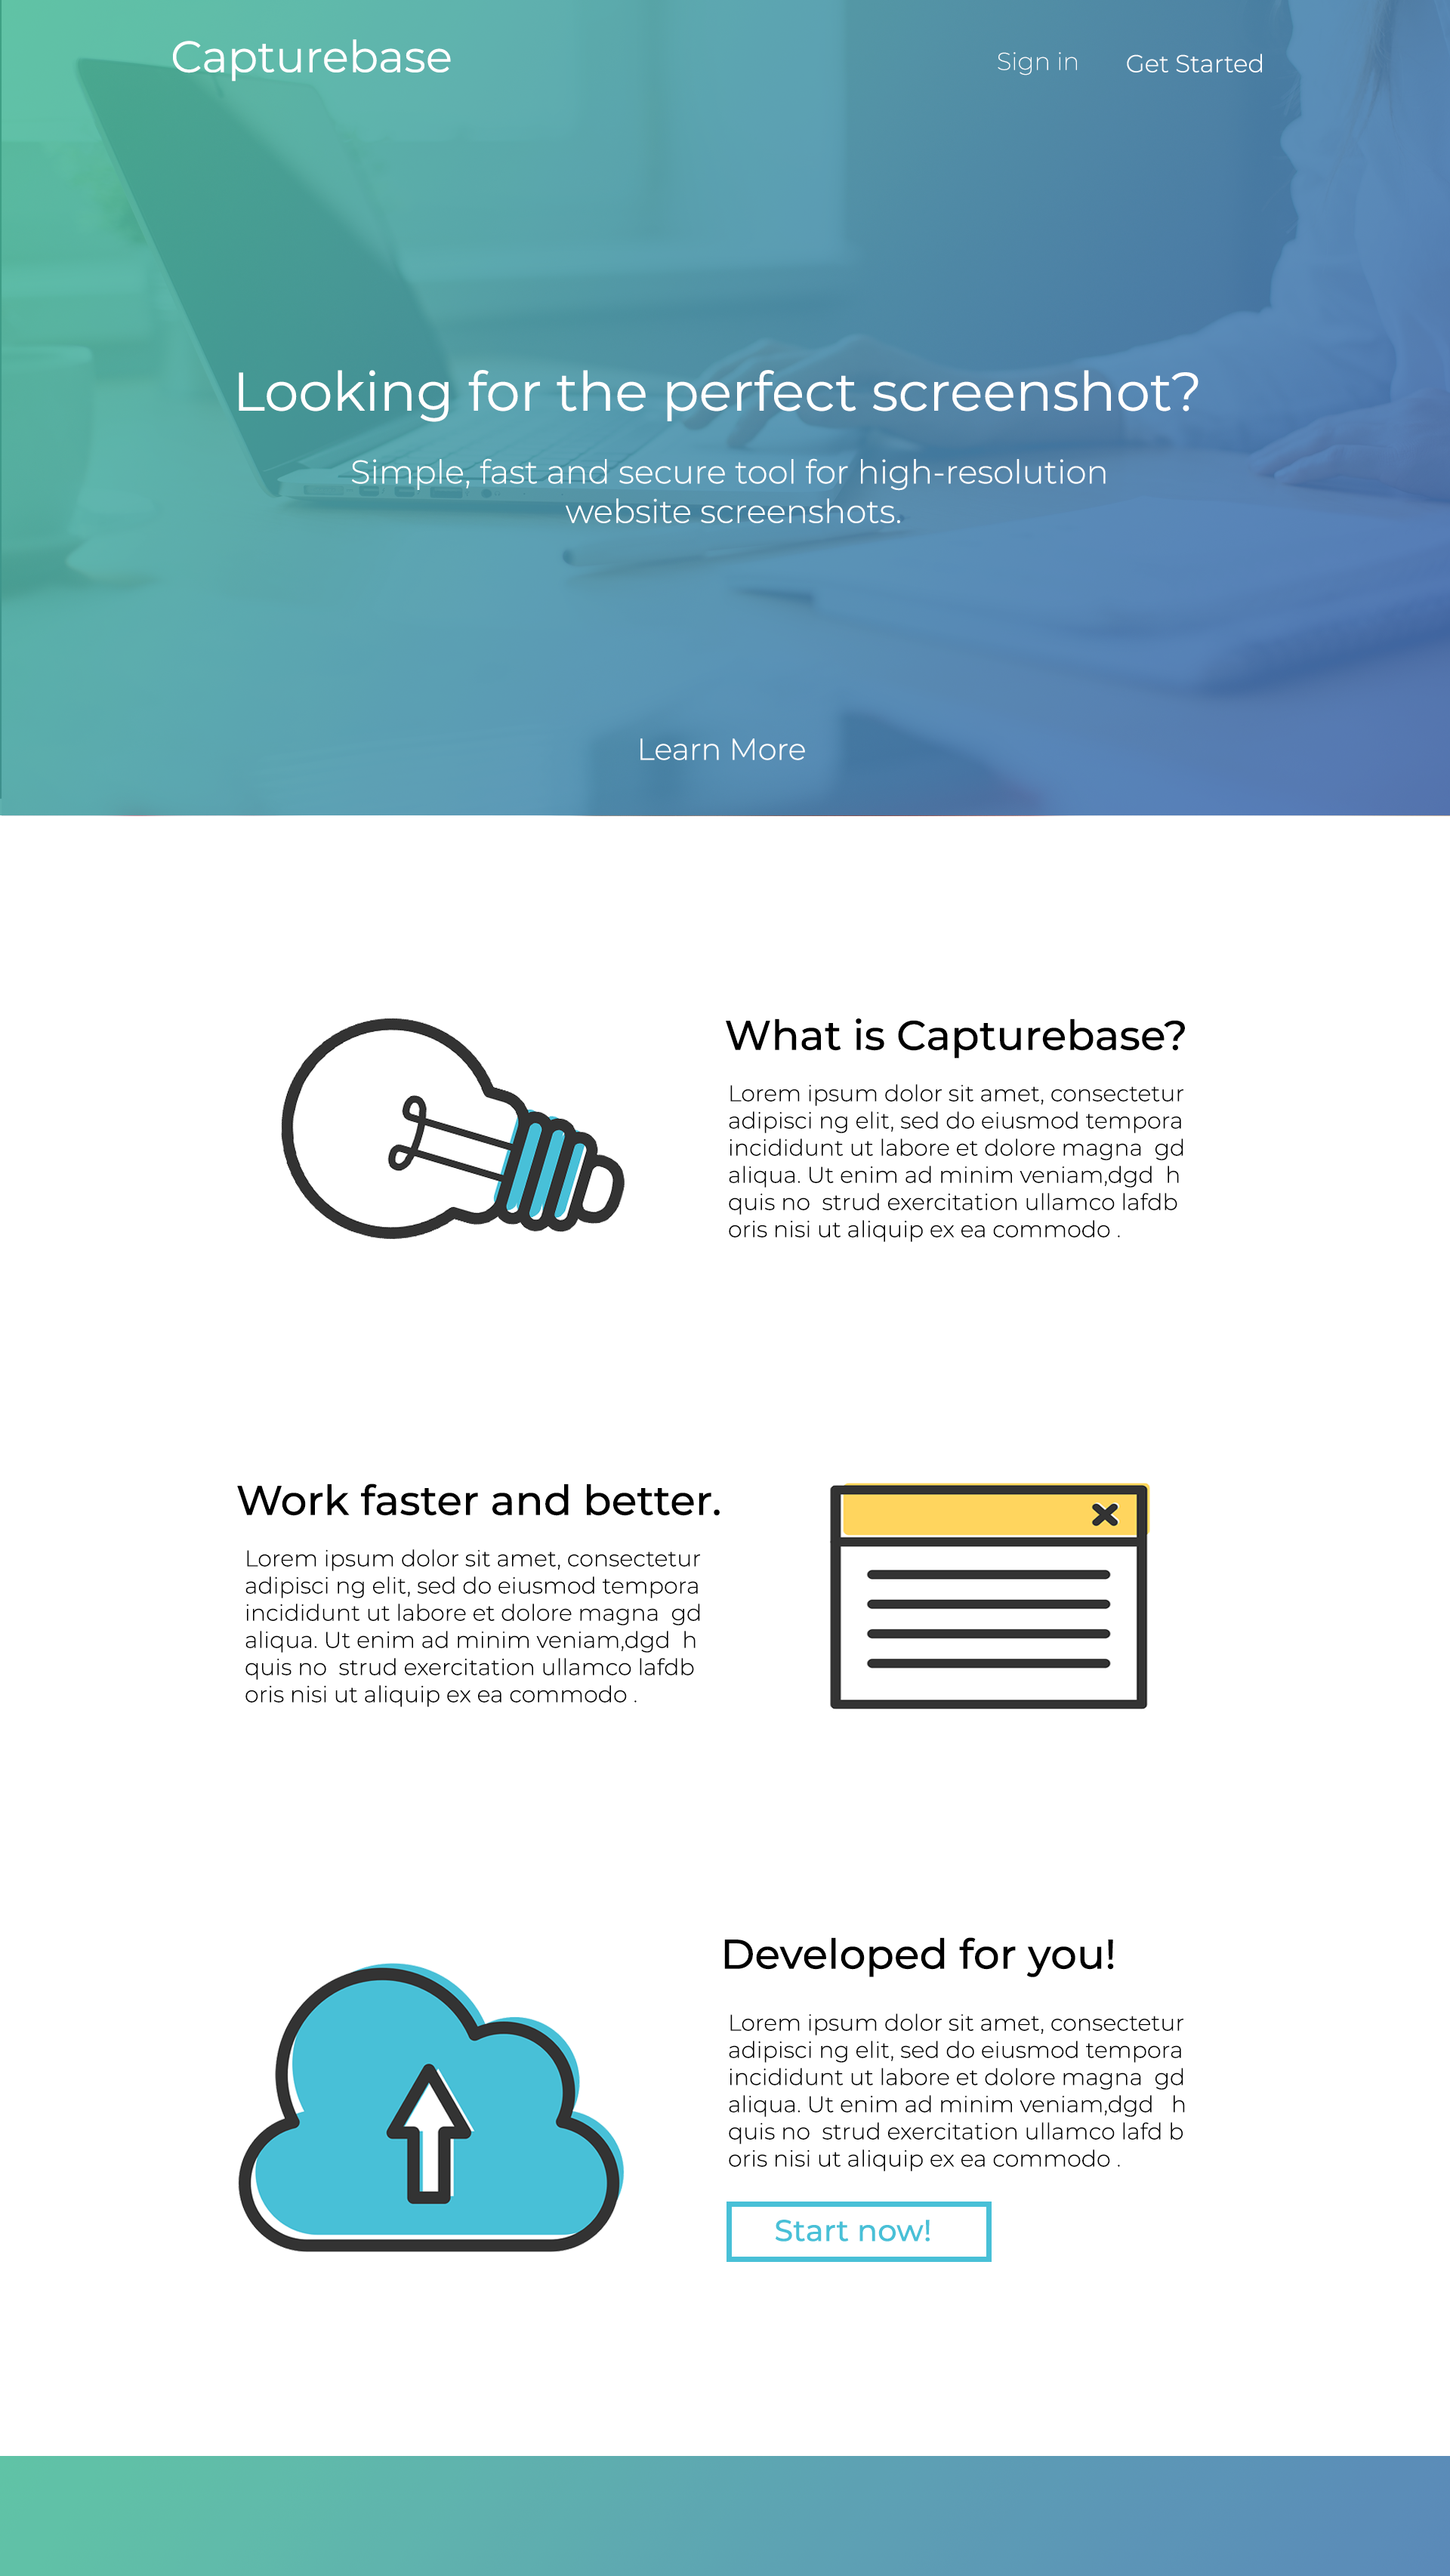 Capturebase
Sign in
Get Started
Looking for the perfect screenshot?
Simple, fast and secure tool for high-resolution
website screenshots.
Learn More
What is Capturebase?
Lorem ipsum dolor sit amet, consectetur
adipisci ng elit, sed do eiusmod tempora
incididunt ut labore et dolore magna  gd
aliqua. Ut enim ad minim veniam,dgd  h
quis no  strud exercitation ullamco lafdb
oris nisi ut aliquip ex ea commodo .
Work faster and better.
Lorem ipsum dolor sit amet, consectetur
adipisci ng elit, sed do eiusmod tempora
incididunt ut labore et dolore magna  gd
aliqua. Ut enim ad minim veniam,dgd  h
quis no  strud exercitation ullamco lafdb
oris nisi ut aliquip ex ea commodo .
Developed for you!
Lorem ipsum dolor sit amet, consectetur
adipisci ng elit, sed do eiusmod tempora
incididunt ut labore et dolore magna  gd
aliqua. Ut enim ad minim veniam,dgd   h
quis no  strud exercitation ullamco lafd b
oris nisi ut aliquip ex ea commodo .
Start now!